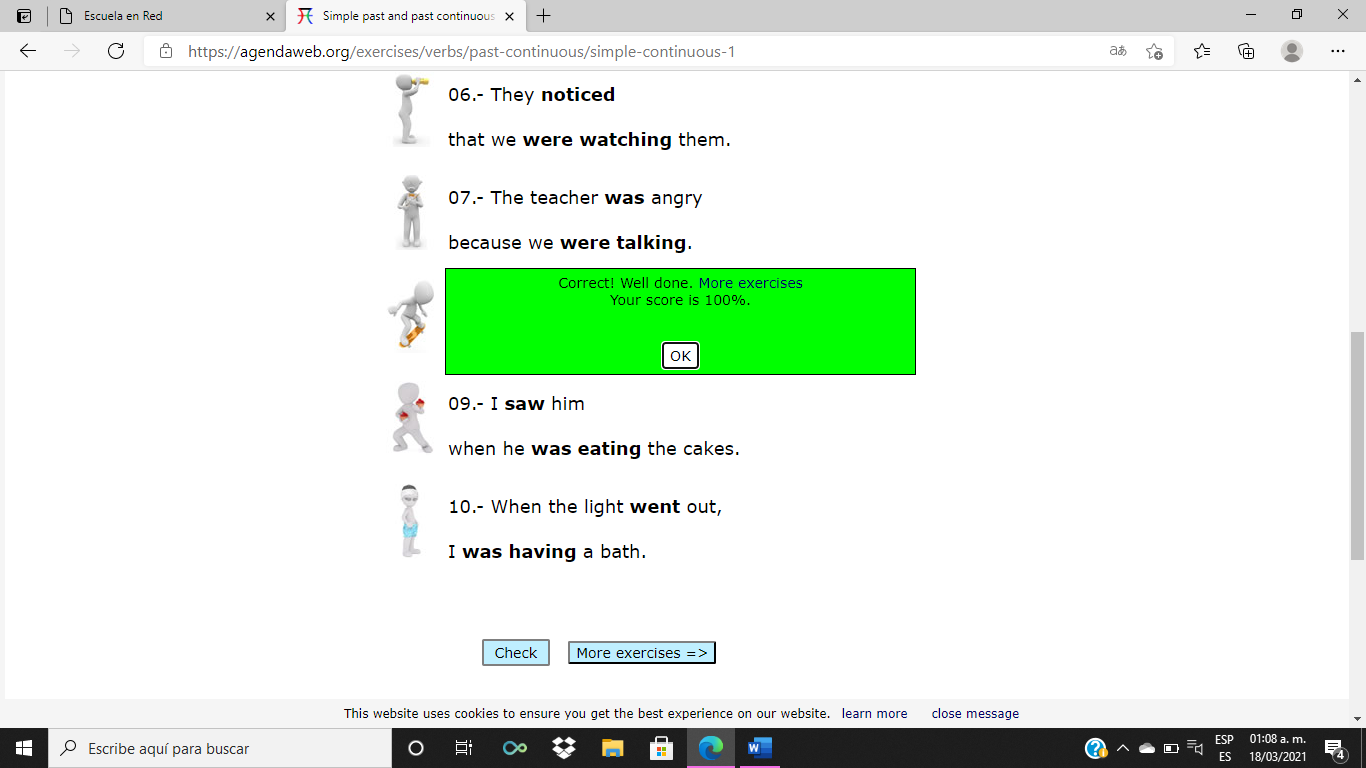 Escuela en Red
Simple past and past continuous
https://agendaweb.org/exercises/verbs/past-continuous/simple-continuous-1
06.- They noticed
that we were watching them.
07.- The teacher was angry
because we were talking.
Correct! Well done. More exercises
Your score is 100%.
OK
09.- I saw him
when he was eating the cakes.
10.- When the light went out,
I was having a bath.
Check More exercises =>
This website uses cookies to ensure you get the best experience on our website. learn more close message
Escribe aquí para buscar
ESP 01:08 a. m.
ES 18/03/2021
4